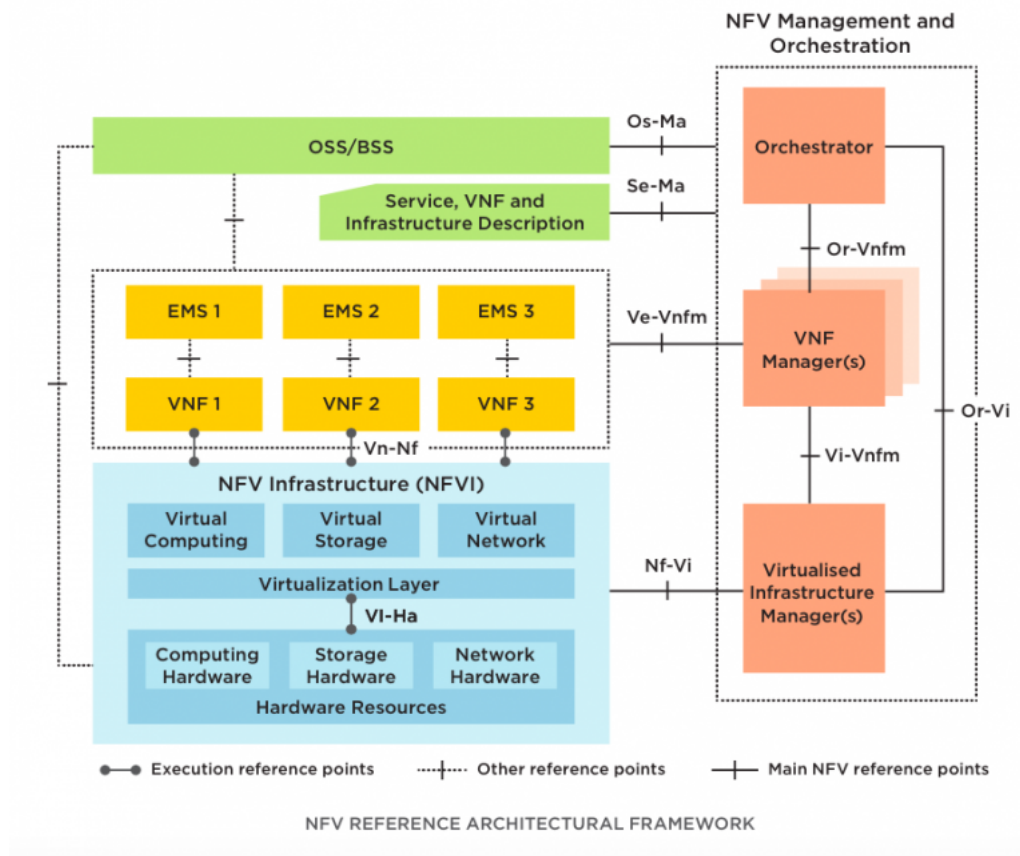 NFV Management and
Orchestration
Os-Ma
OSS/BSS
Orchestrator
Se-Ma
Service, VNF and
Infrastructure Description
Or-Vnfm
EMS 1
EMS 2
EMS 3
Ve-Vnfm
VNF
Manager(s)
VNF 1
VNF 2
VNF 3
Or-Vi
Vn-Nf
Vi-Vnfm
NFV Infrastructure (NFVI)
Virtual
Computing
Virtual
Storage
Virtual
Network
Nf-Vi
Virtualised
Infrastructure
Manager(s)
Virtualization Layer
VI-Ha
Computing
Hardware
Storage
Hardware
Network
Hardware
Hardware Resources
Execution reference points
Other reference points
Main NFV reference points
NFV REFERENCE ARCHITECTURAL FRAMEWORK